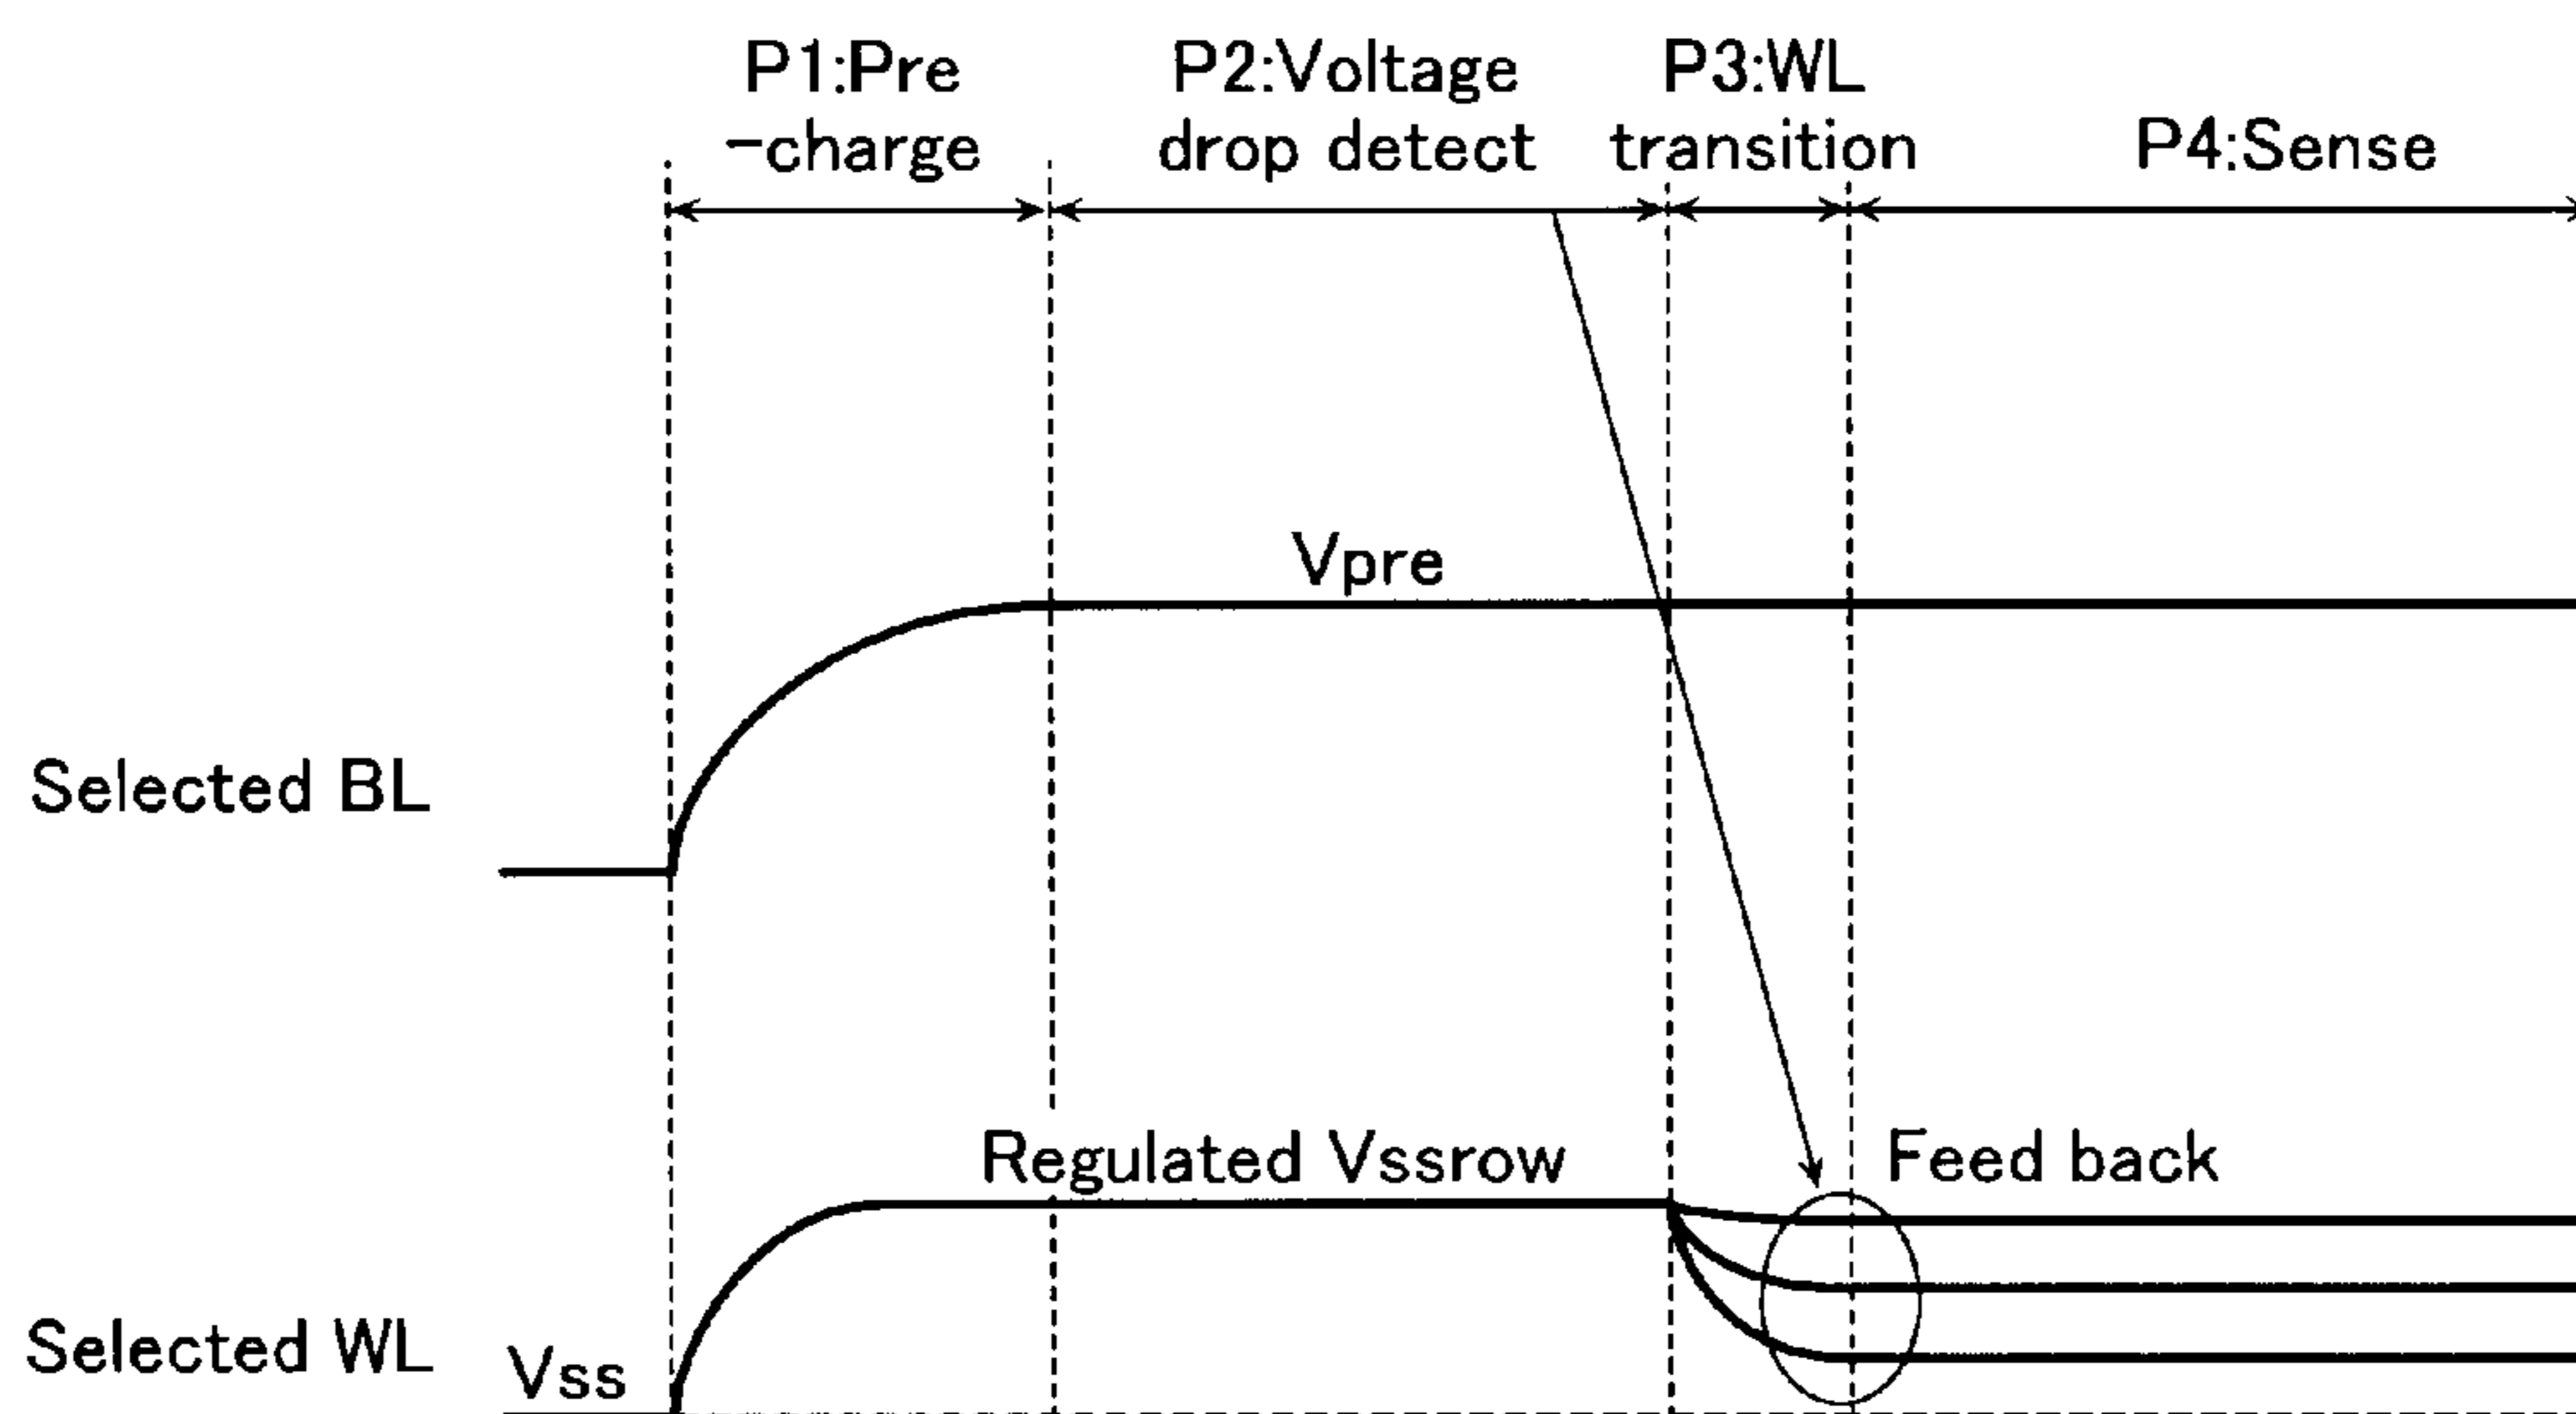 P1:Pre
-charge
P2:Voltage
drop detect
P3:WL
transition
P4:Sense
Vpre
Selected BL
Regulated Vssrow
Feed back
Selected WL
Vss